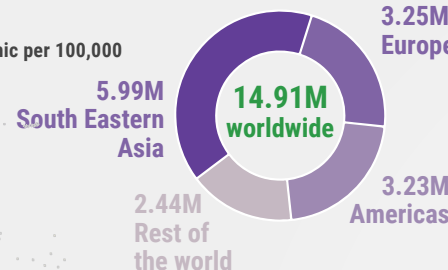 3.25M
Europe
per 100,000
5.99M
South Eastern
Asia
14.91M
worldwide
3.23M
Americas
2.44M
Rest of
the world